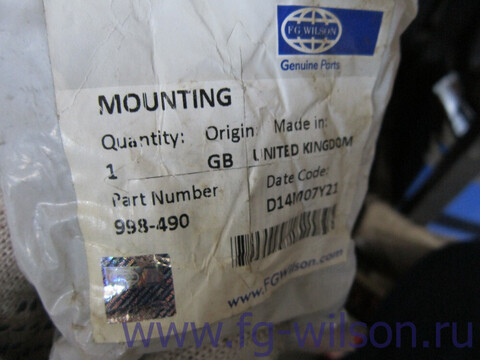 FG WILSON
Genuine Parts
MOUNTING
Quantity: Origin: Made in:
1 GB UNITED KINGDOM
Part Number Date Code:
998-490 D14M07Y21
www.FGWilson.com
www.fg-wilson.ru